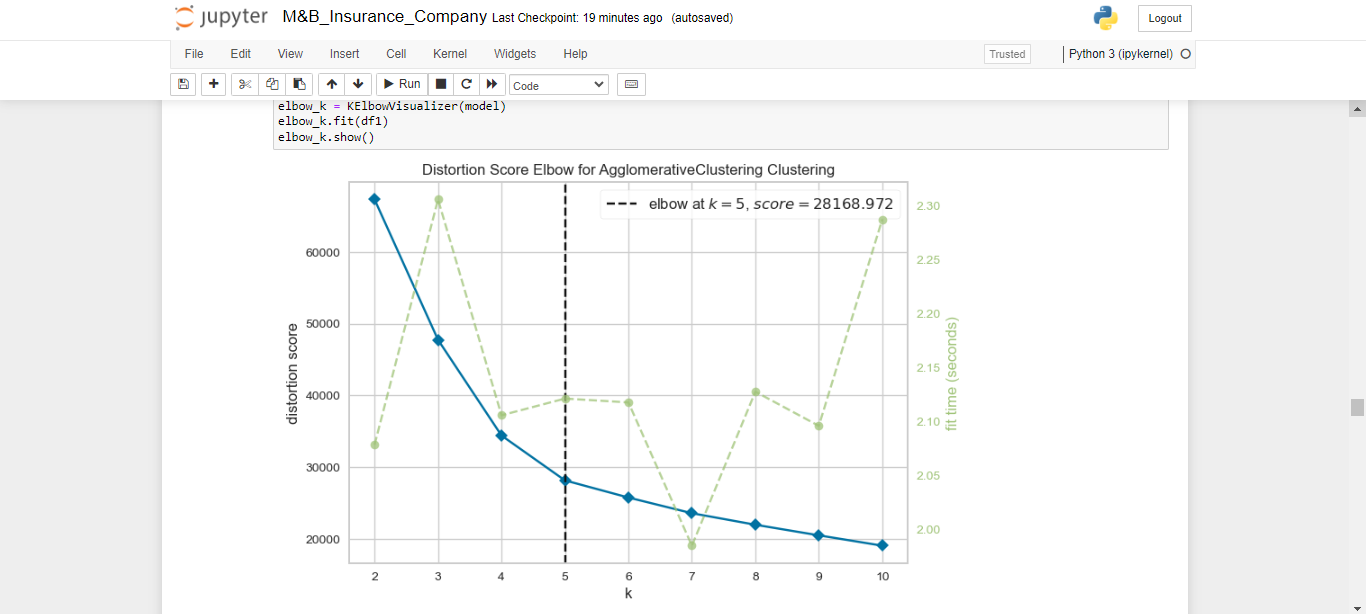 jupyter M&B_Insurance_Company Last Checkpoint: 19 minutes ago (autosaved) Logout
File Edit View Insert Cell Kernel Widgets Help Trusted Python 3 (ipykernel)
Run Code
elbow_k = KElbowVisualizer(model)
elbow_k.fit(df1)
elbow_k.show()
Distortion Score Elbow for AgglomerativeClustering Clustering
elbow at k = 5, score = 28168.972
distortion score
60000
50000
40000
30000
20000
2.30
2.25
2.20
2.15
2.10
2.05
2.00
fit time (seconds)
2 3 4 5 6 7 8 9 10
k